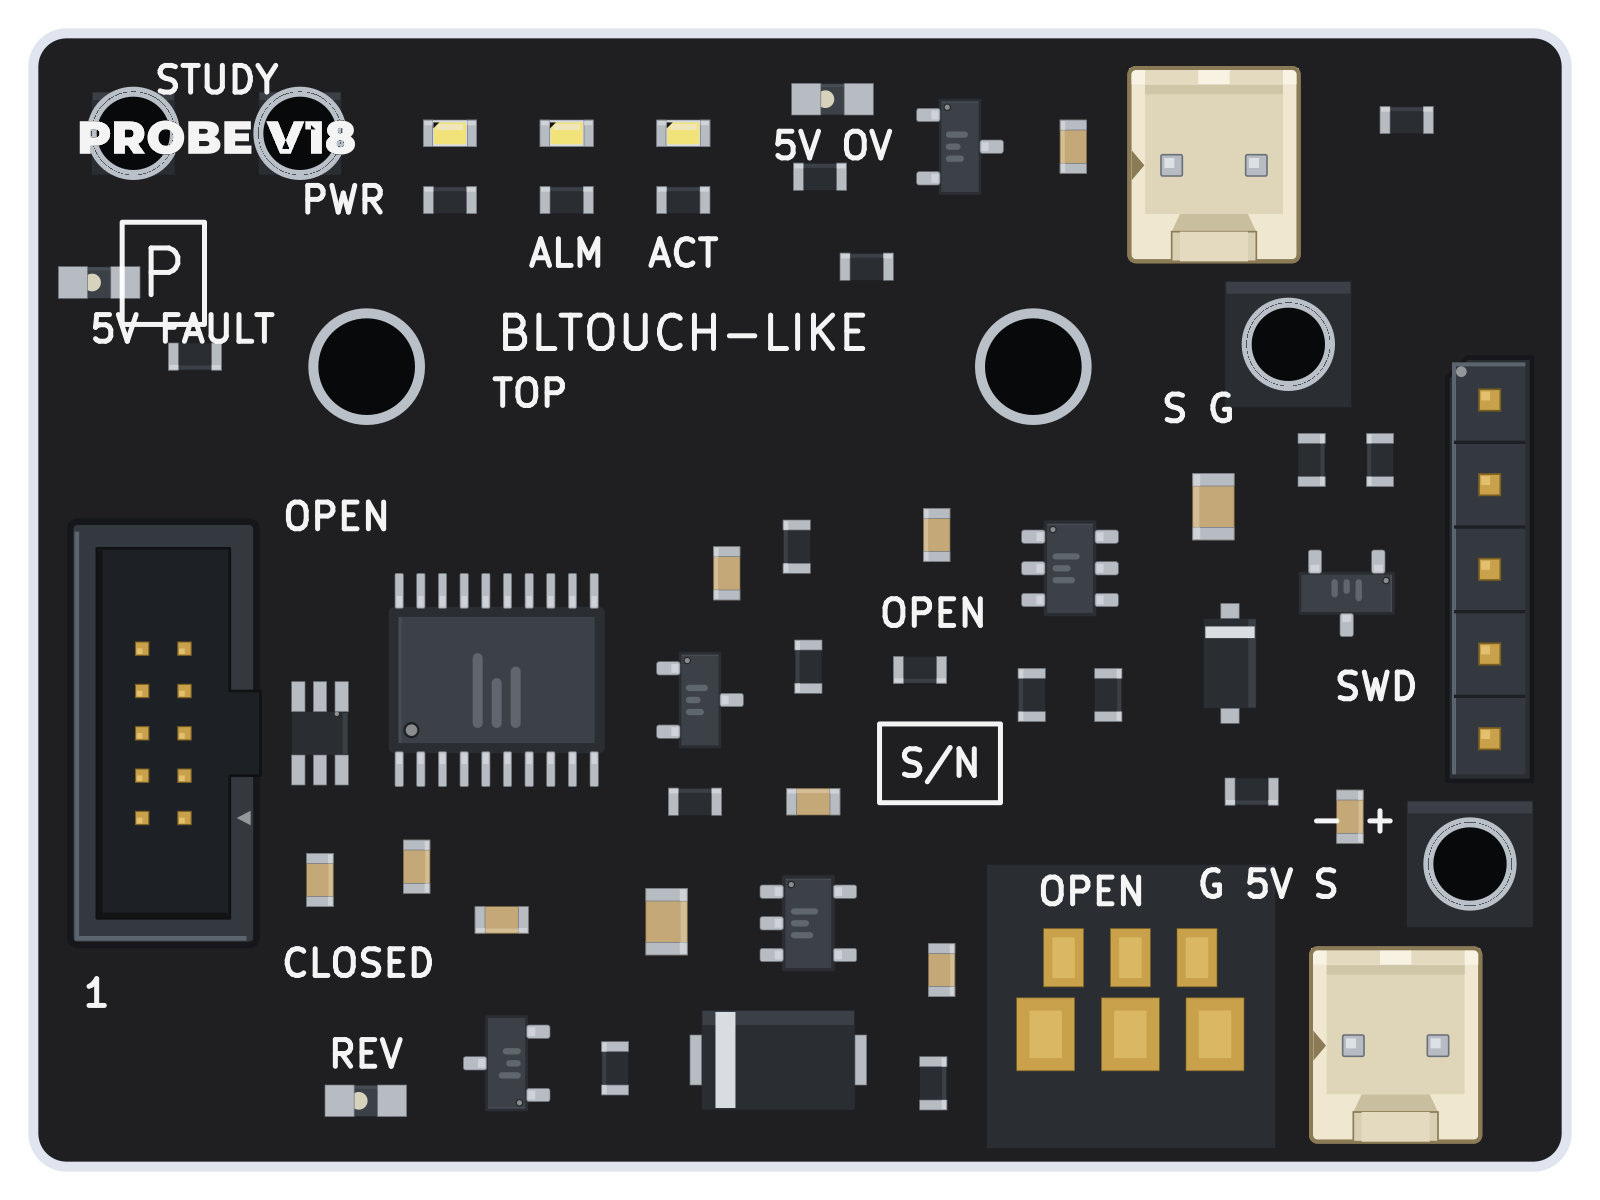 STUDY
PROBE V18
PWR
ALM
ACT
5V OV
P
5V FAULT
BLTOUCH-LIKE
TOP
S G
OPEN
OPEN
SWD
S/N
- +
OPEN
G 5V S
CLOSED
1
REV